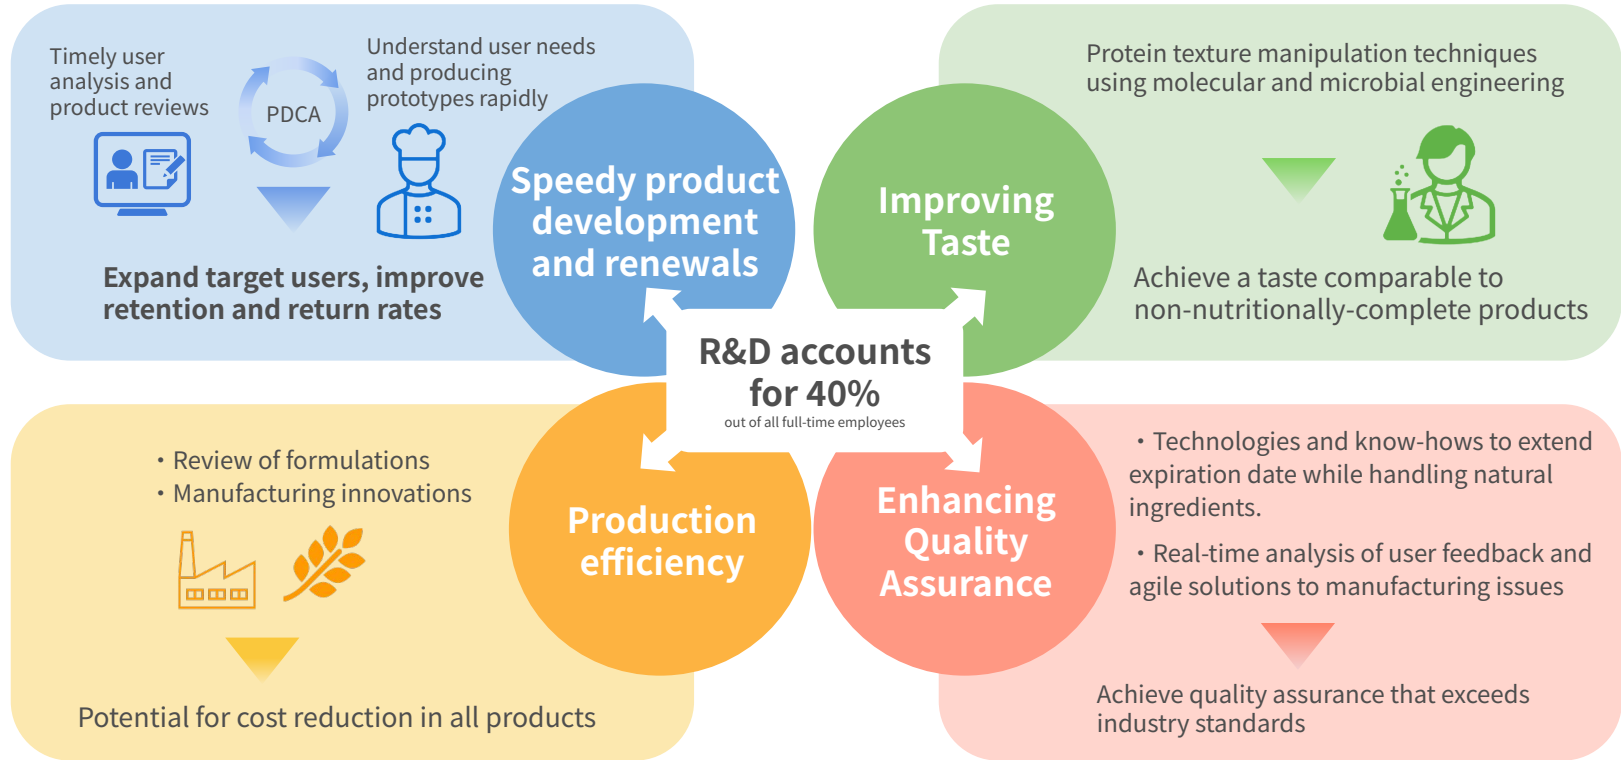 Timely user
analysis and
product reviews
PDCA
Understand user needs
and producing
prototypes rapidly
Expand target users, improve
retention and return rates
Speedy product
development
and renewals
Improving
Taste
Protein texture manipulation techniques
using molecular and microbial engineering
Achieve a taste comparable to
non-nutritionally-complete products
R&D accounts
for 40%
out of all full-time employees
・Review of formulations
・Manufacturing innovations
Potential for cost reduction in all products
Production
efficiency
Enhancing
Quality
Assurance
・Technologies and know-hows to extend
expiration date while handling natural
ingredients.
・Real-time analysis of user feedback and
agile solutions to manufacturing issues
Achieve quality assurance that exceeds
industry standards